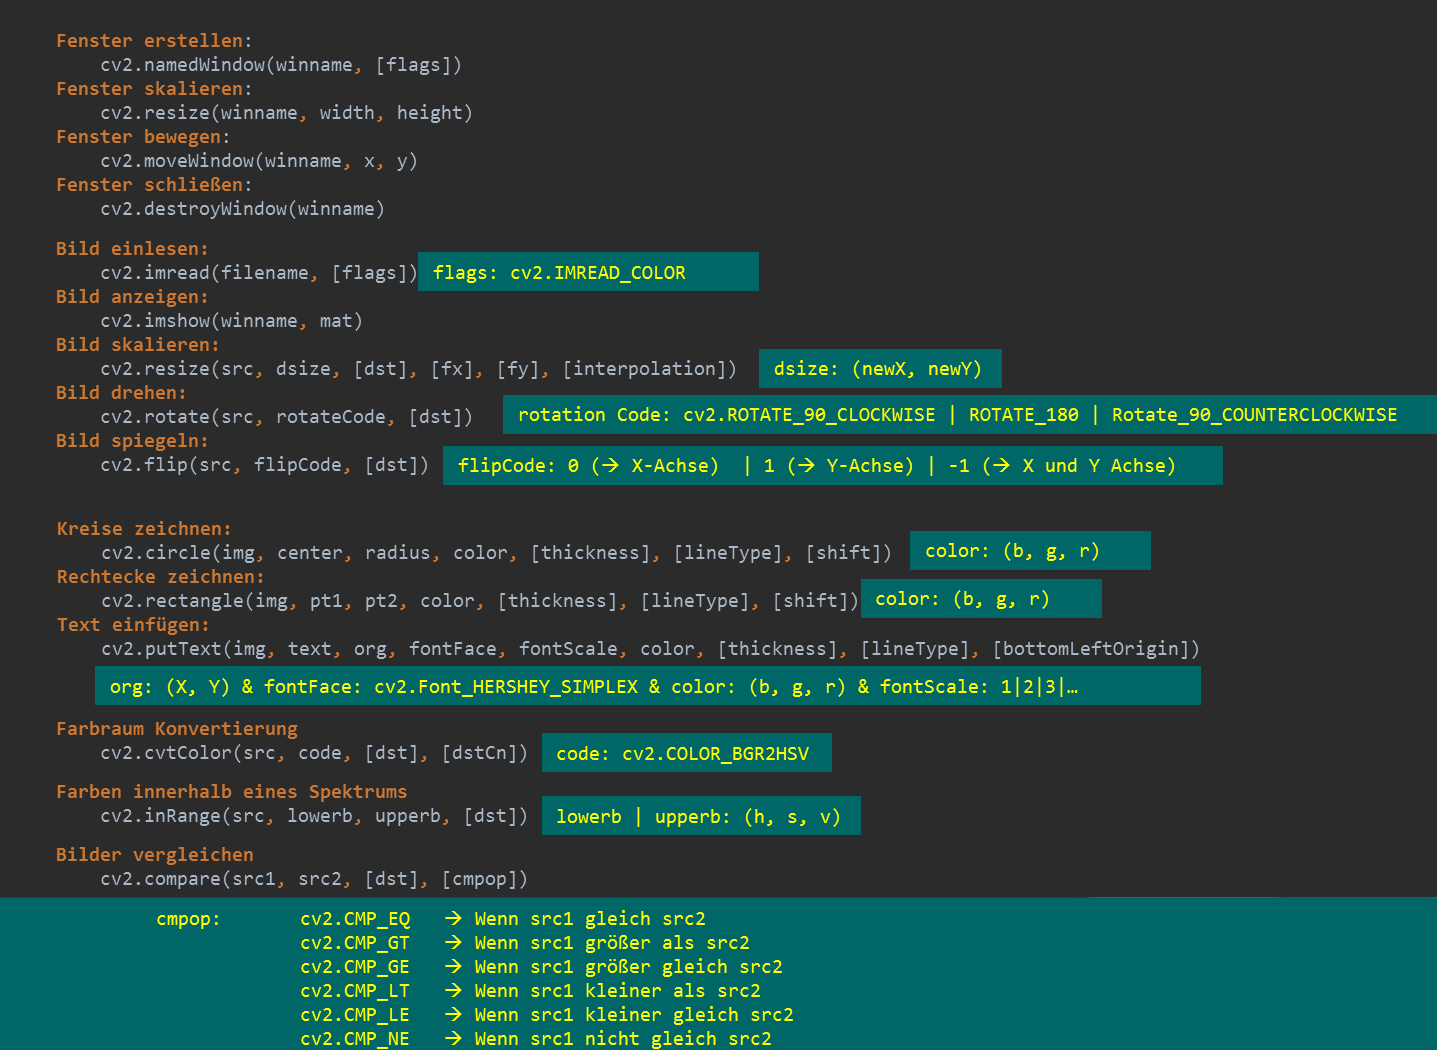 Fenster erstellen:
cv2.namedWindow(winname, [flags])
Fenster skalieren:
cv2.resize(winname, width, height)
Fenster bewegen:
cv2.moveWindow(winname, x, y)
Fenster schließen:
cv2.destroyWindow(winname)
Bild einlesen:
cv2.imread(filename, [flags]) flags: cv2.IMREAD_COLOR
Bild anzeigen:
cv2.imshow(winname, mat)
Bild skalieren:
cv2.resize(src, dsize, [dst], [fx], [fy], [interpolation]) dsize: (newX, newY)
Bild drehen:
cv2.rotate(src, rotateCode, [dst]) rotation Code: cv2.ROTATE_90_CLOCKWISE | ROTATE_180 | Rotate_90_COUNTERCLOCKWISE
Bild spiegeln:
cv2.flip(src, flipCode, [dst]) flipCode: 0 (→ X-Achse) | 1 (→ Y-Achse) | -1 (→ X und Y Achse)
Kreise zeichnen:
cv2.circle(img, center, radius, color, [thickness], [lineType], [shift]) color: (b, g, r)
Rechtecke zeichnen:
cv2.rectangle(img, pt1, pt2, color, [thickness], [lineType], [shift]) color: (b, g, r)
Text einfügen:
cv2.putText(img, text, org, fontFace, fontScale, color, [thickness], [lineType], [bottomLeftOrigin])
org: (X, Y) & fontFace: cv2.Font_HERSHEY_SIMPLEX & color: (b, g, r) & fontScale: 1|2|3|…
Farbraum Konvertierung
cv2.cvtColor(src, code, [dst], [dstCn]) code: cv2.COLOR_BGR2HSV
Farben innerhalb eines Spektrums
cv2.inRange(src, lowerb, upperb, [dst]) lowerb | upperb: (h, s, v)
Bilder vergleichen
cv2.compare(src1, src2, [dst], [cmpop])
cmpop: cv2.CMP_EQ → Wenn src1 gleich src2
cv2.CMP_GT → Wenn src1 größer als src2
cv2.CMP_GE → Wenn src1 größer gleich src2
cv2.CMP_LT → Wenn src1 kleiner als src2
cv2.CMP_LE → Wenn src1 kleiner gleich src2
cv2.CMP_NE → Wenn src1 nicht gleich src2